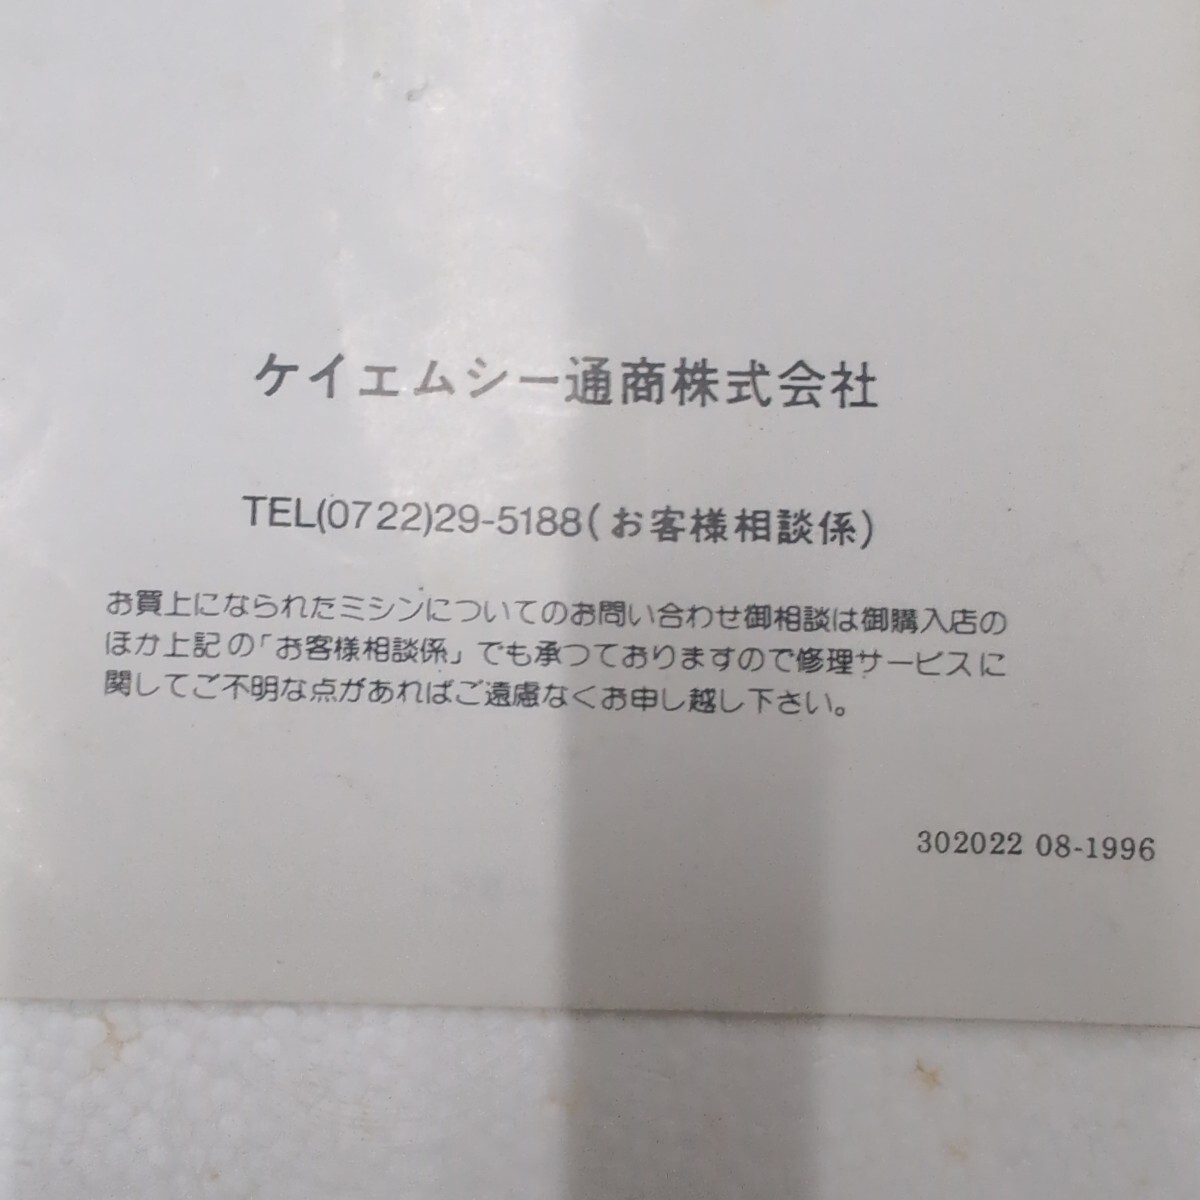 ケイエムシー通商株式会社
TEL(0722)29-5188(お客様相談係)
お買上になられたミシンについてのお問い合わせ御相談は御購入店の
ほか上記の「お客様相談係」でも承つておりますので修理サービスに
関してご不明な点があればご遠慮なくお申し越し下さい。
302022 08-1996